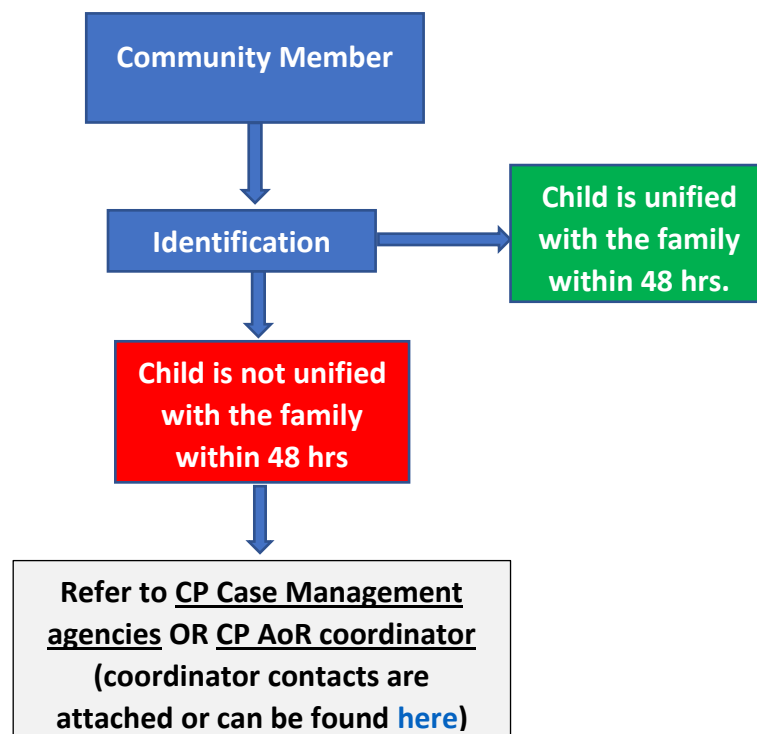 Community Member
Identification
Child is unified
with the family
within 48 hrs.
Child is not unified
with the family
within 48 hrs
Refer to CP Case Management
agencies OR CP AoR coordinator
(coordinator contacts are
attached or can be found here)